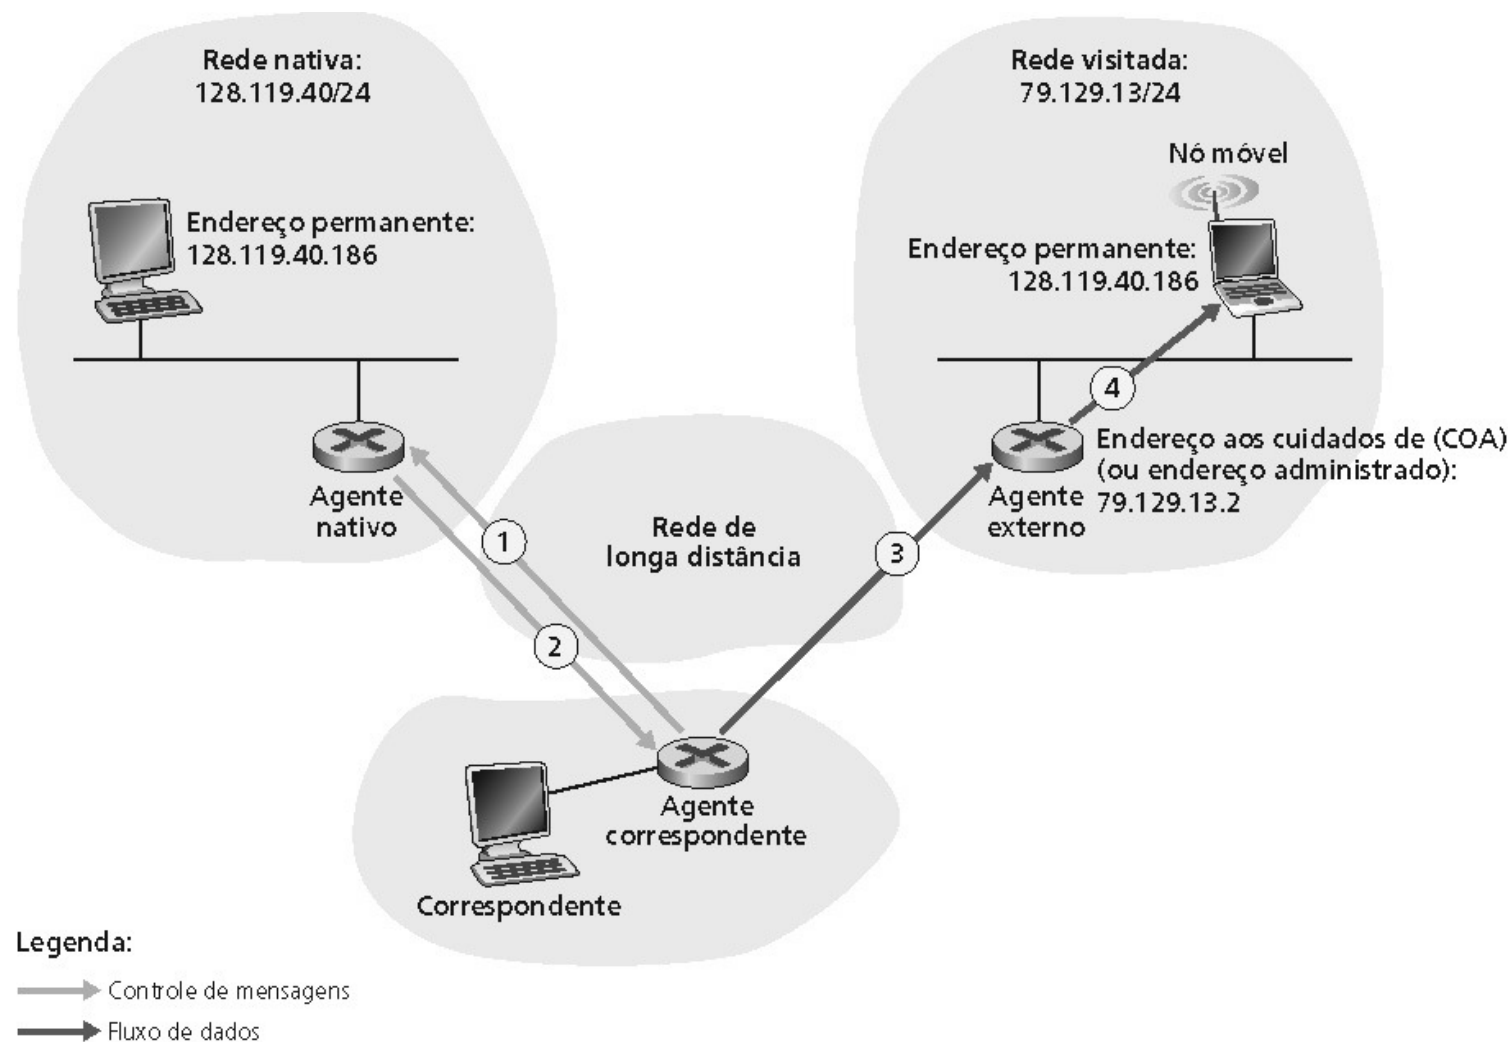 Rede nativa:
128.119.40/24
Rede visitada:
79.129.13/24
Nó móvel
Endereço permanente:
128.119.40.186
Endereço permanente:
128.119.40.186
4
Agente
nativo
Agente
externo
Endereço aos cuidados de (COA)
(ou endereço administrado):
79.129.13.2
1
Rede de
longa distância
3
2
Agente
correspondente
Correspondente
Legenda:
Controle de mensagens
Fluxo de dados